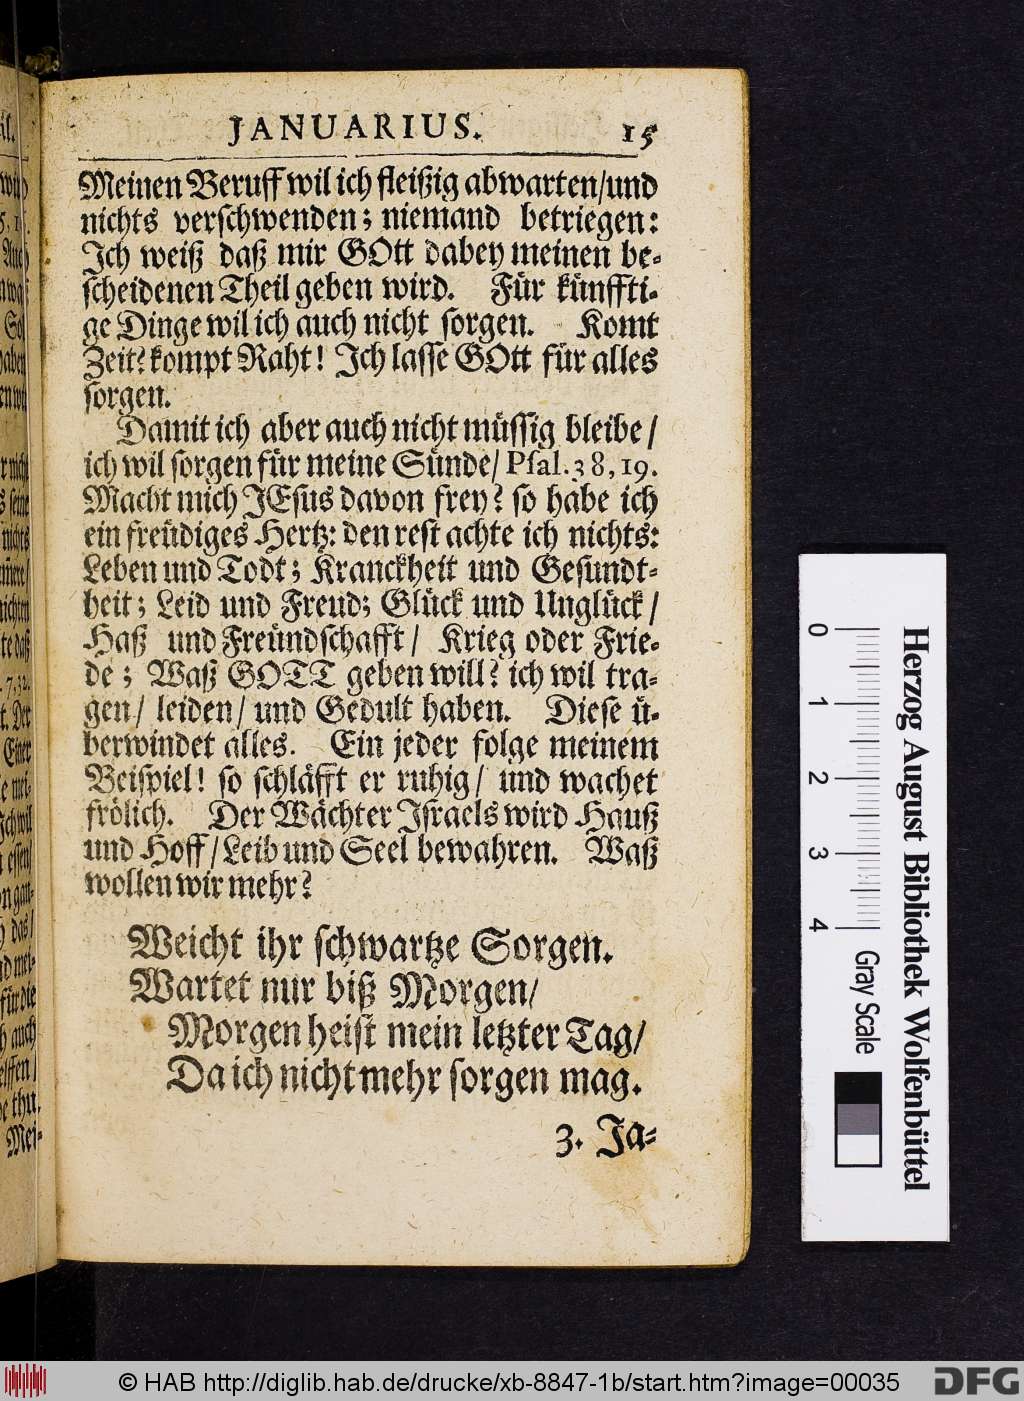 JANUARIUS. 15
Meinen Beruff wil ich fleißig abwarten/und
nichts verschwenden; niemand betriegen:
Ich weiß daß mir GOtt dabey meinen be-
scheidenen Theil geben wird. Für künffti-
ge Dinge wil ich auch nicht sorgen. Komt
Zeit? kompt Raht! Ich lasse GOtt für alles
sorgen.
Damit ich aber auch nicht müssig bleibe/
ich wil sorgen für meine Sünde/ Psal. 38, 19.
Macht mich JEsus davon frey? so habe ich
ein freüdiges Hertz: den rest achte ich nichts:
Leben und Todt; Kranckheit und Gesundt-
heit; Leid und Freud; Glück und Unglück/
Haß und Freündschafft/ Krieg oder Frie-
de; Waß GOTT geben will? ich wil tra-
gen/ leiden/ und Gedult haben. Diese ü-
berwindet alles. Ein jeder folge meinem
Beispiel! so schläfft er ruhig/ und wachet
frölich. Der Wächter Israels wird Hauß
und Hoff/ Leib und Seel bewahren. Waß
wollen wir mehr?
Weicht ihr schwartze Sorgen.
Wartet nur biß Morgen/
Morgen heist mein letzter Tag/
Da ich nicht mehr sorgen mag.
3. Ja-
0 1 2 3 4
Gray Scale
Herzog August Bibliothek Wolfenbüttel
© HAB http://diglib.hab.de/drucke/xb-8847-1b/start.htm?image=00035
DFG